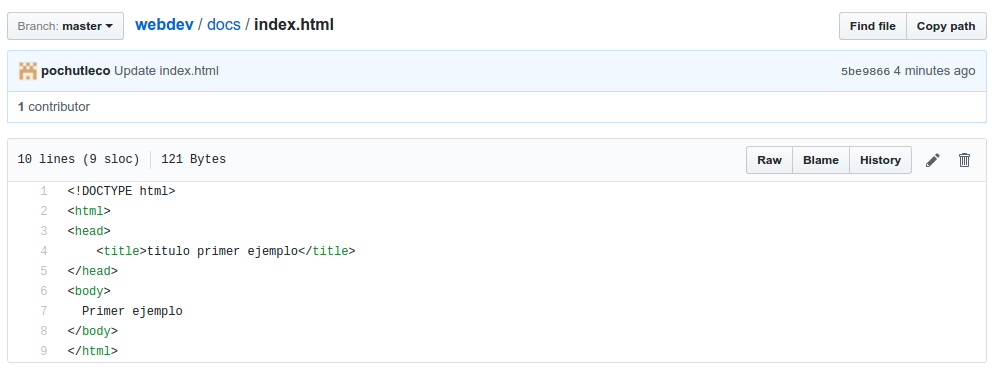 Branch: master webdev / docs / index.html Find file Copy path
pochutleco Update index.html 5be9866 4 minutes ago
1 contributor
10 lines (9 sloc) 121 Bytes Raw Blame History
1 <!DOCTYPE html>
2 <html>
3 <head>
4 <title>titulo primer ejemplo</title>
5 </head>
6 <body>
7 Primer ejemplo
8 </body>
9 </html>